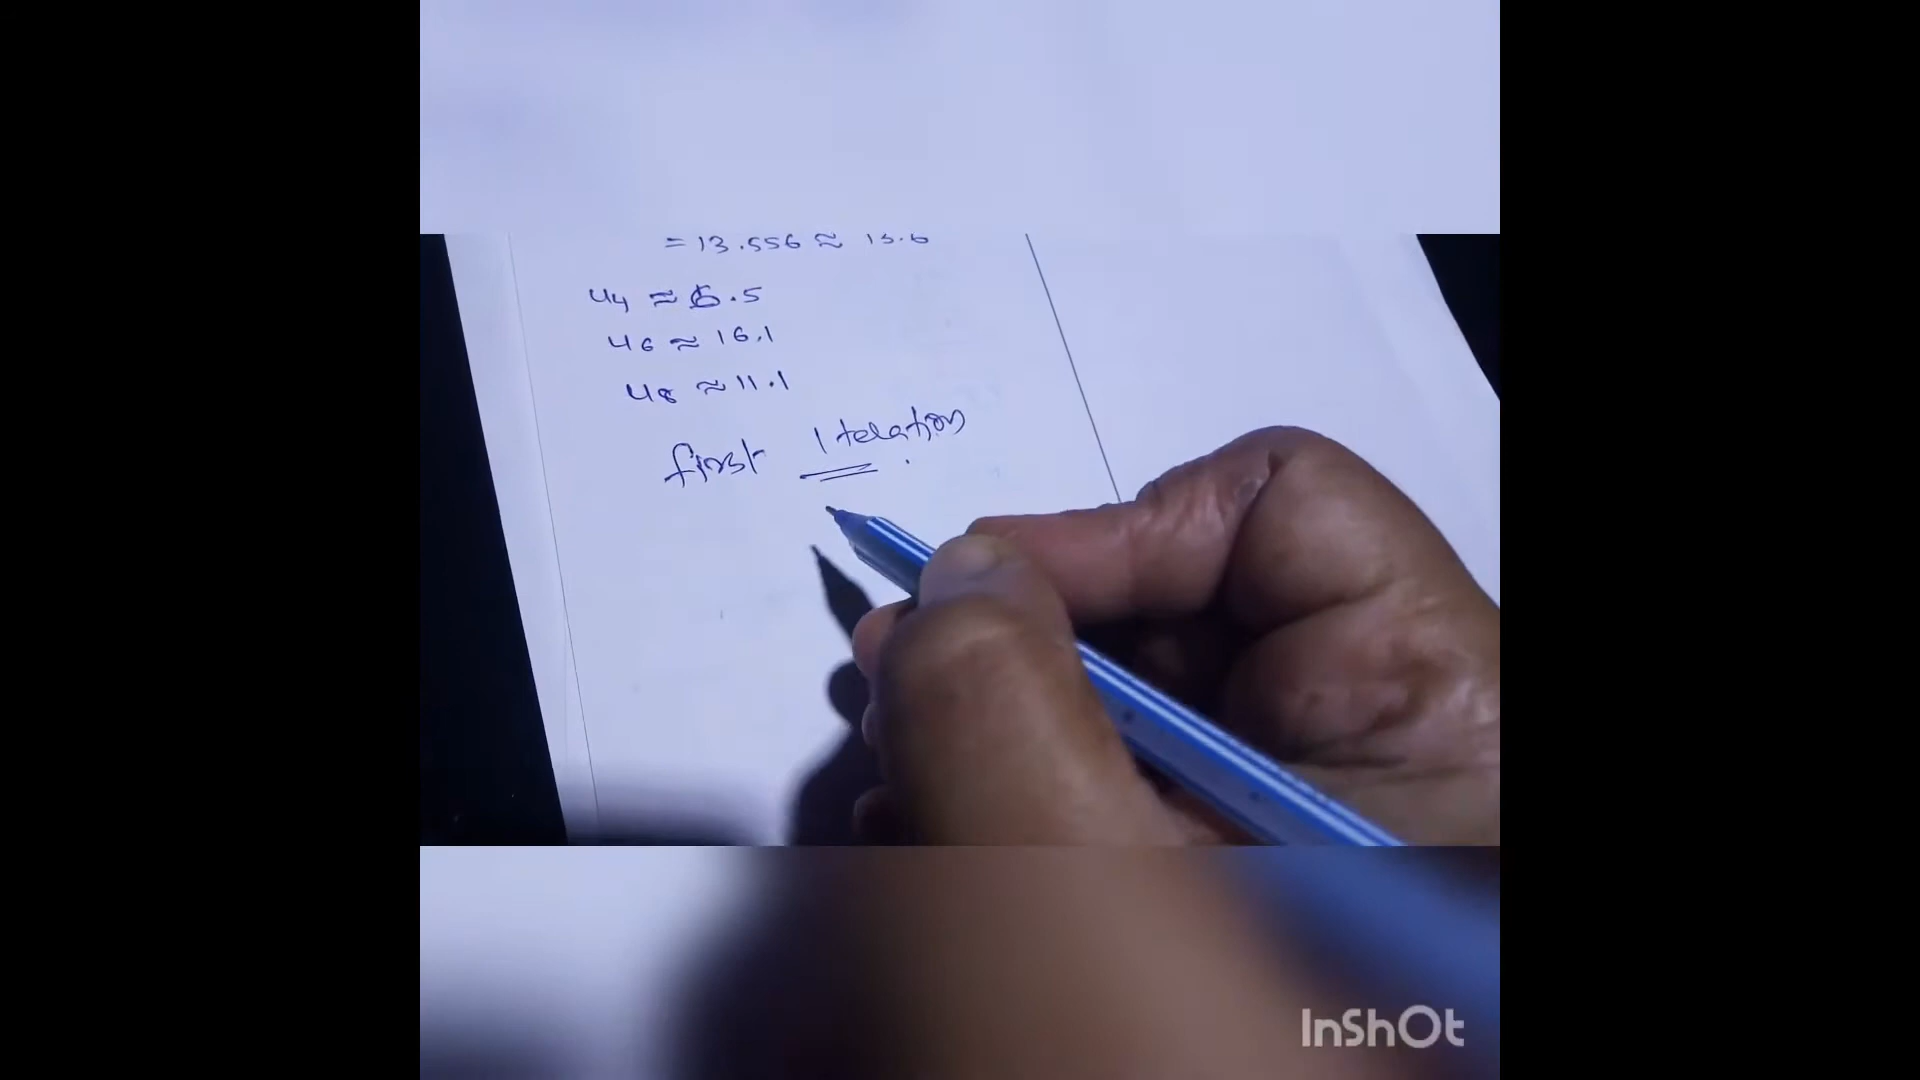 = 13.556 ≈ 13.6
u4 ≈ 6.5
u6 ≈ 16.1
u8 ≈ 11.1
first Iteration
InShOt